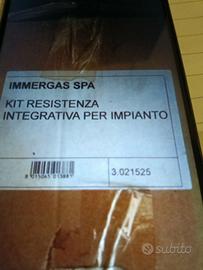 IMMERGAS SPA
KIT RESISTENZA
INTEGRATIVA PER IMPIANTO
3.021525
subito